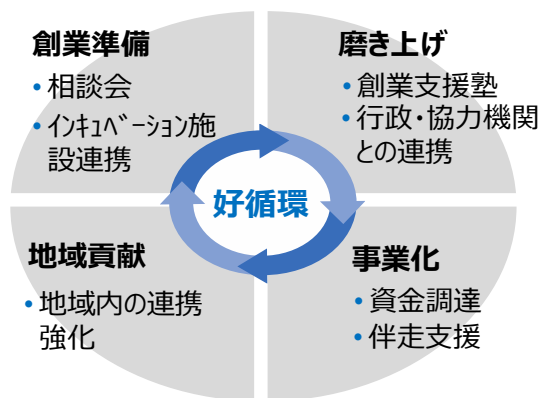 創業準備
• 相談会
• ｲﾝｷｭﾍﾞｰｼｮﾝ施
設連携
磨き上げ
• 創業支援塾
• 行政・協力機関
との連携
好循環
地域貢献
• 地域内の連携
強化
事業化
• 資金調達
• 伴走支援